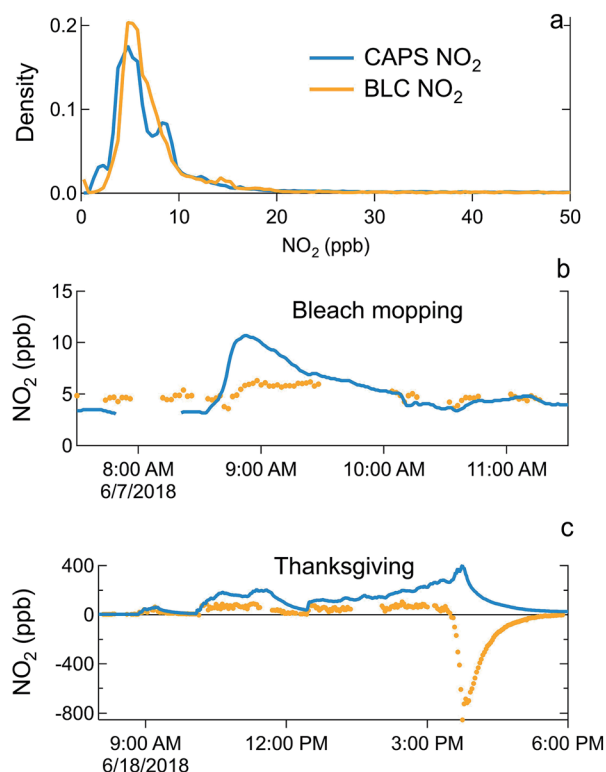 a
0.2
CAPS NO₂
BLC NO₂
0.1
Density
0.0
0 10 20 30 40 50
NO₂ (ppb)
b
15
Bleach mopping
10
NO₂ (ppb)
5
0
8:00 AM 9:00 AM 10:00 AM 11:00 AM
6/7/2018
c
Thanksgiving
400
0
NO₂ (ppb)
-400
-800
9:00 AM 12:00 PM 3:00 PM 6:00 PM
6/18/2018